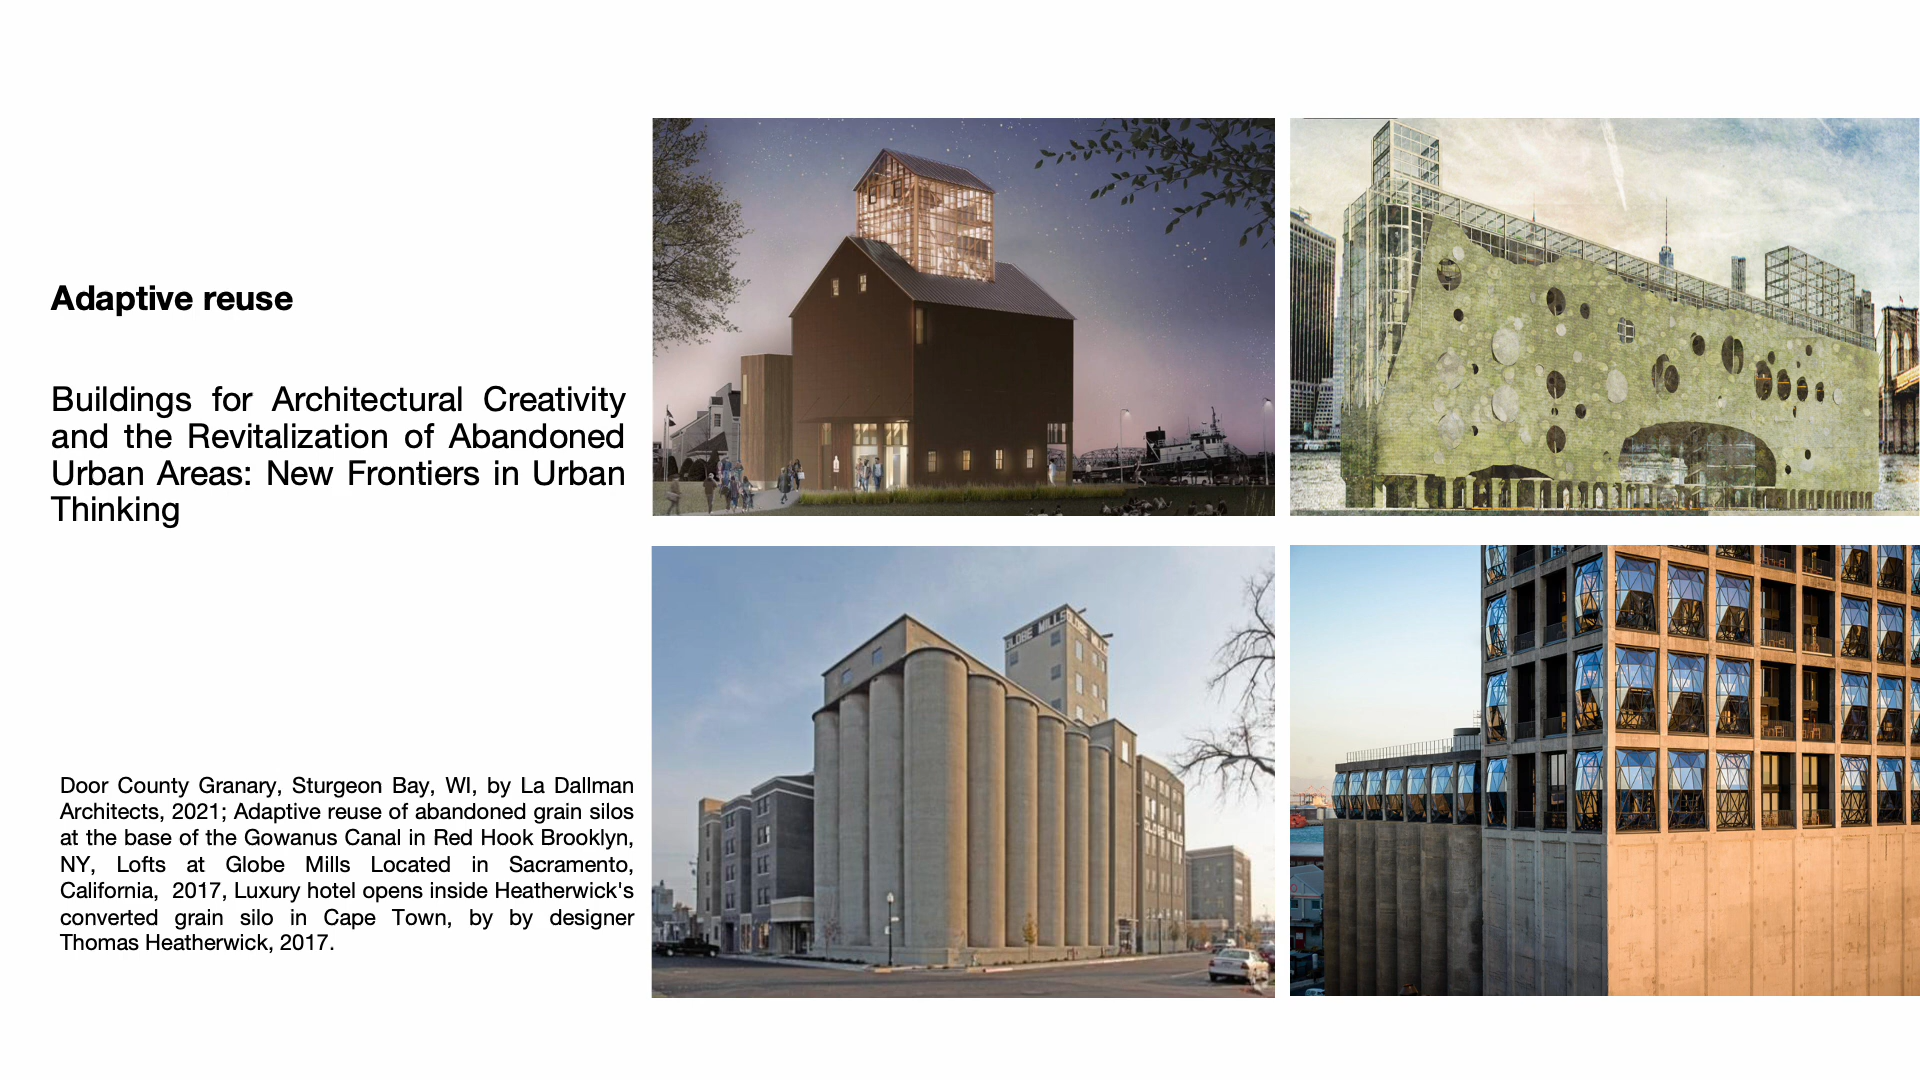 Adaptive reuse
Buildings for Architectural Creativity
and the Revitalization of Abandoned
Urban Areas: New Frontiers in Urban
Thinking
Door County Granary, Sturgeon Bay, WI, by La Dallman
Architects, 2021; Adaptive reuse of abandoned grain silos
at the base of the Gowanus Canal in Red Hook Brooklyn,
NY, Lofts at Globe Mills Located in Sacramento,
California, 2017, Luxury hotel opens inside Heatherwick's
converted grain silo in Cape Town, by by designer
Thomas Heatherwick, 2017.
GLOBE MILLS
GLOBE MILLS